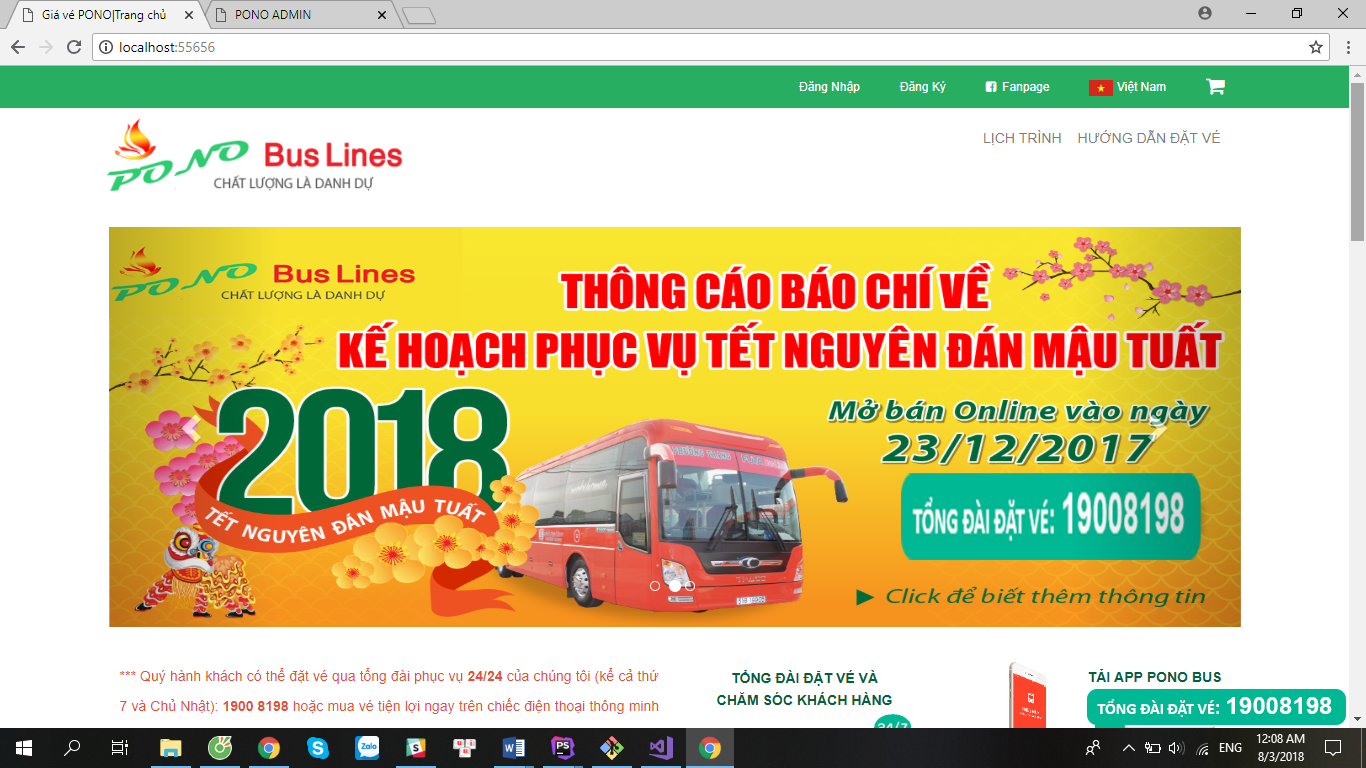 Giá vé PONO|Trang chủ
PONO ADMIN
localhost:55656
Đăng Nhập
Đăng Ký
Fanpage
Việt Nam
PONO Bus Lines
CHẤT LƯỢNG LÀ DANH DỰ
LỊCH TRÌNH
HƯỚNG DẪN ĐẶT VÉ
PONO Bus Lines
CHẤT LƯỢNG LÀ DANH DỰ
THÔNG CÁO BÁO CHÍ VỀ
KẾ HOẠCH PHỤC VỤ TẾT NGUYÊN ĐÁN MẬU TUẤT
2018
TẾT NGUYÊN ĐÁN MẬU TUẤT
PHƯƠNG TRANG
Mở bán Online vào ngày
23/12/2017
TỔNG ĐÀI ĐẶT VÉ: 19008198
Click để biết thêm thông tin
*** Quý hành khách có thể đặt vé qua tổng đài phục vụ 24/24 của chúng tôi (kể cả thứ
7 và Chủ Nhật): 1900 8198 hoặc mua vé tiện lợi ngay trên chiếc điện thoại thông minh
TỔNG ĐÀI ĐẶT VÉ VÀ
CHĂM SÓC KHÁCH HÀNG
24/7
TẢI APP PONO BUS
TỔNG ĐÀI ĐẶT VÉ: 19008198
Zalo
ENG
12:08 AM
8/3/2018